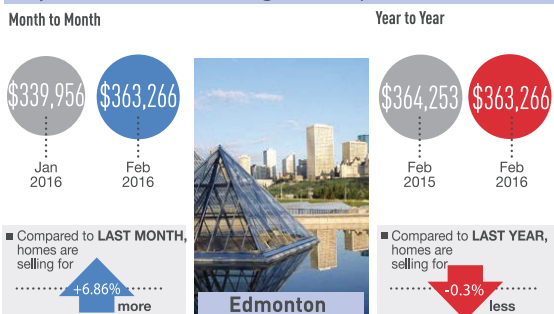 Month to Month
Year to Year
$339,956 $363,266
$364,253 $363,266
Jan
2016
Feb
2016
Feb
2015
Feb
2016
■ Compared to LAST MONTH,
homes are
selling for
+6.86%
more
Edmonton
■ Compared to LAST YEAR,
homes are
selling for
-0.3%
less